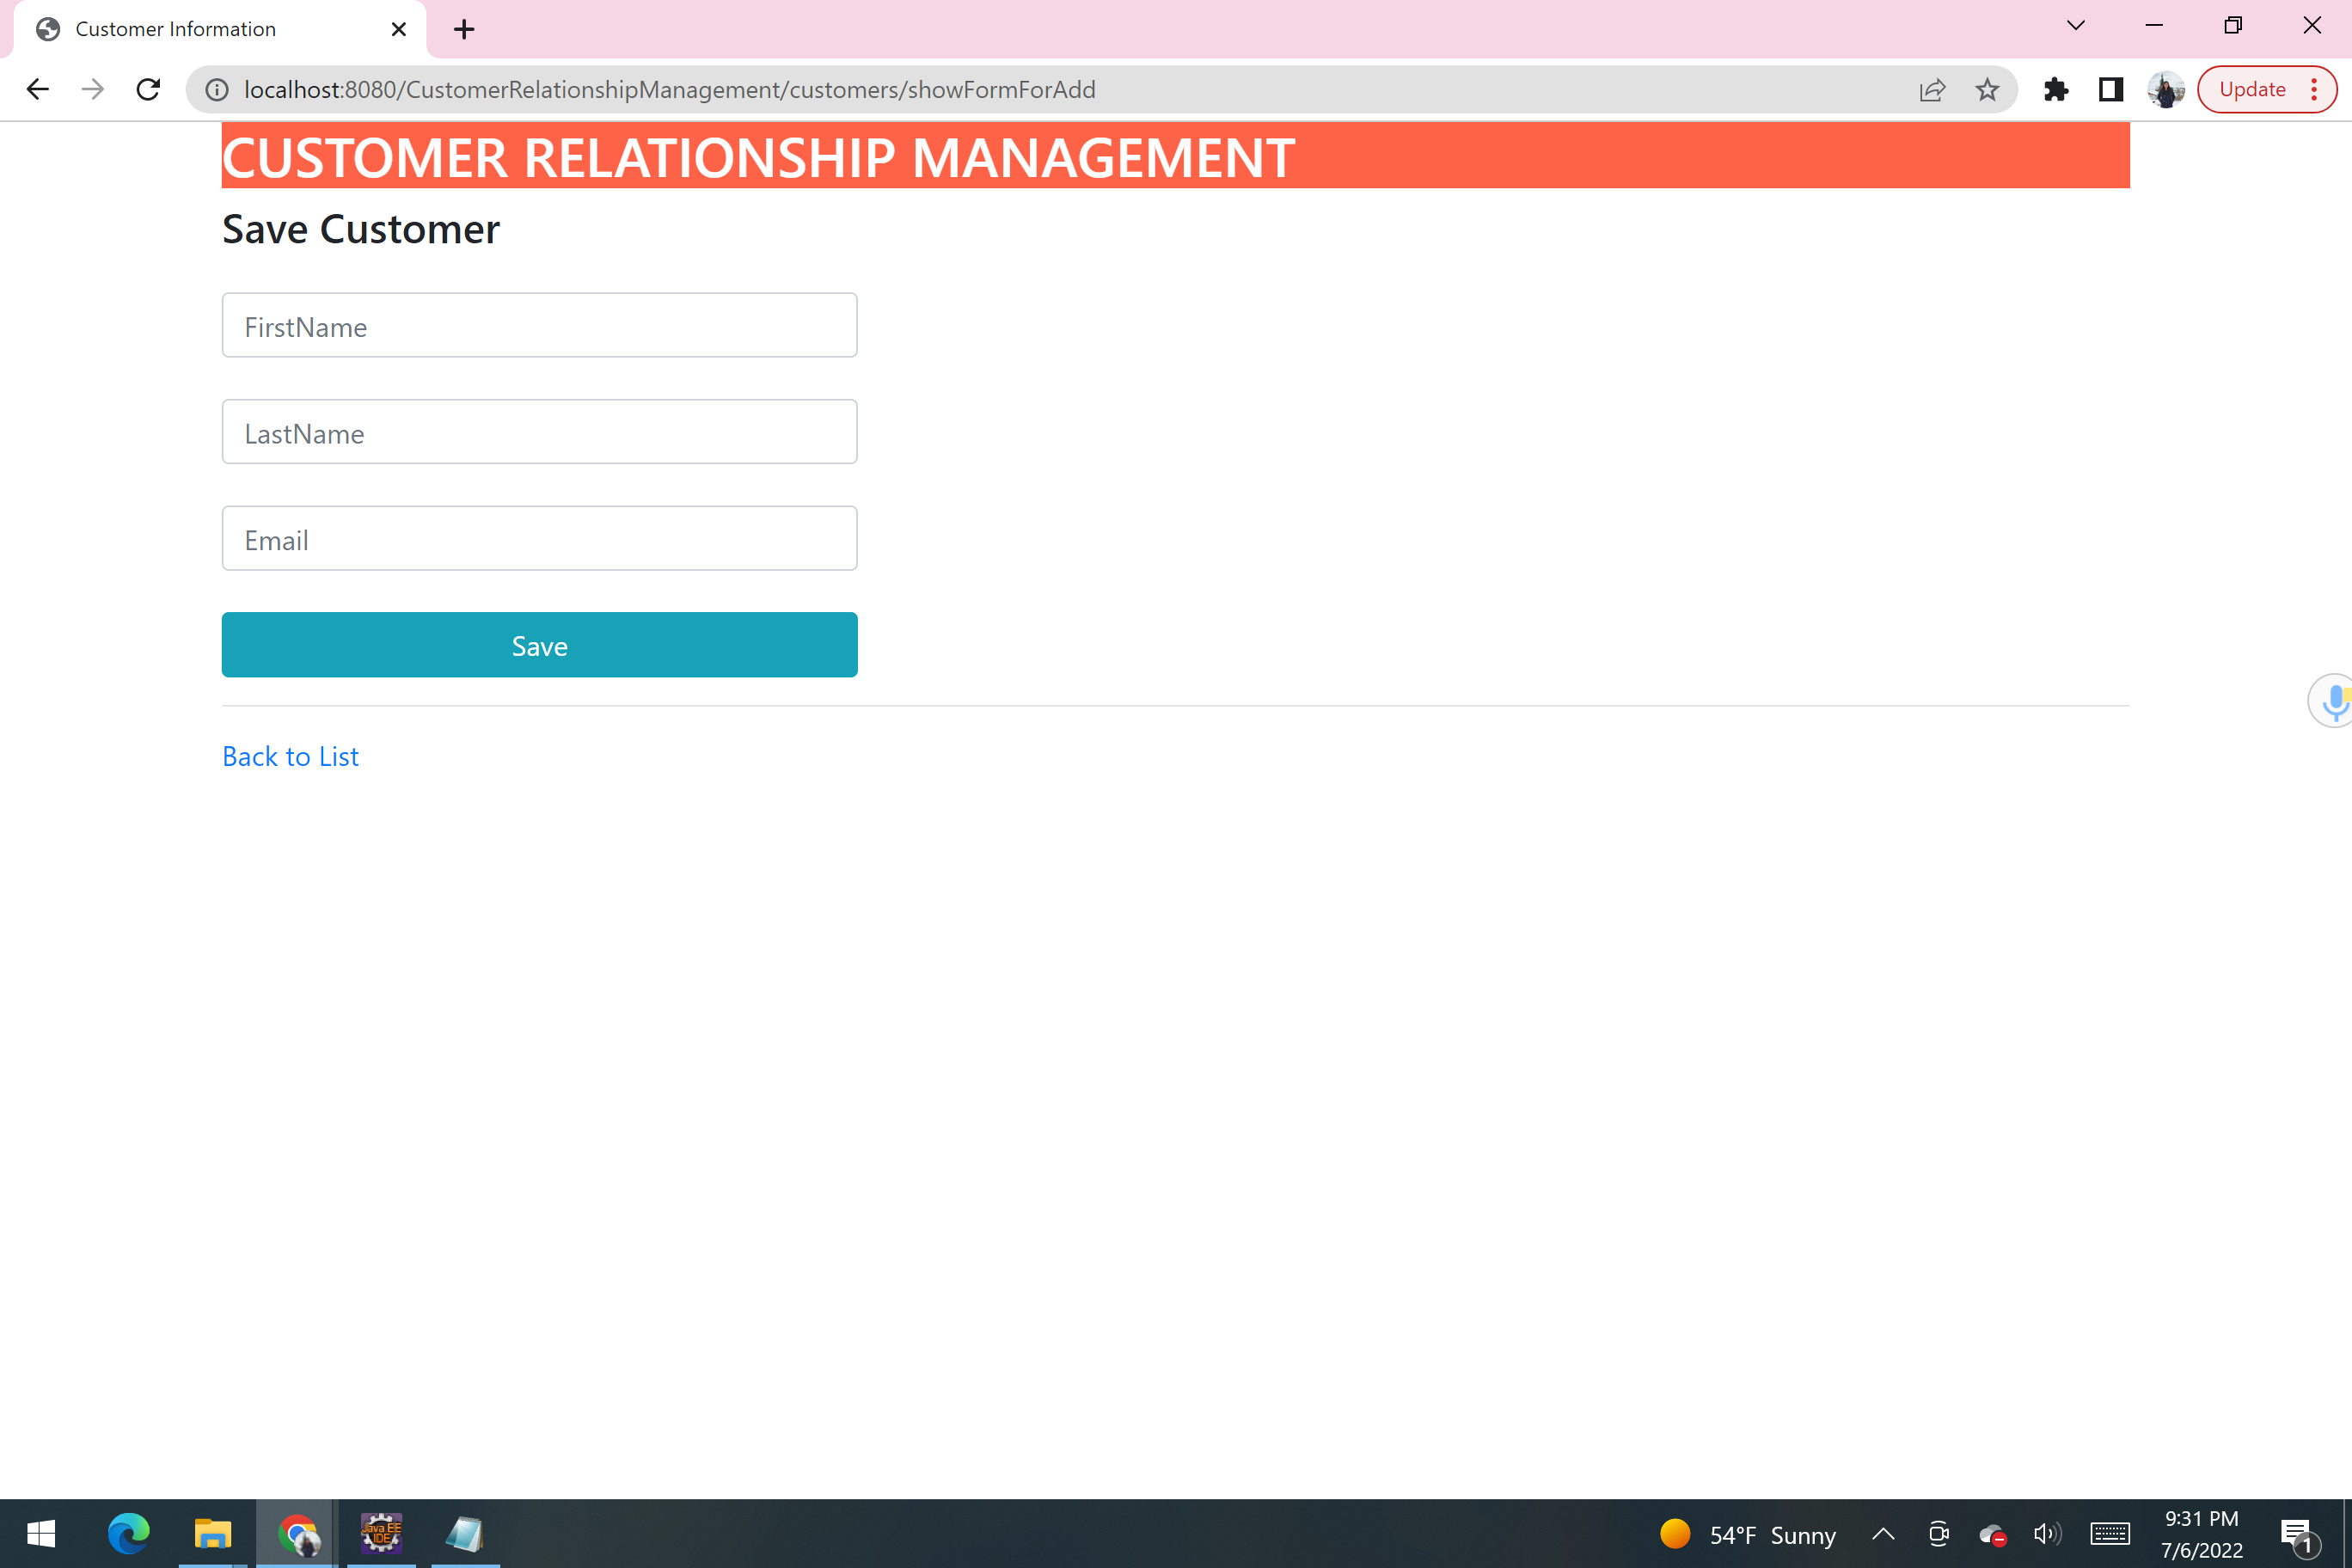 Customer Information
localhost:8080/CustomerRelationshipManagement/customers/showFormForAdd
Update
CUSTOMER RELATIONSHIP MANAGEMENT
Save Customer
FirstName
LastName
Email
Save
Back to List
Java EE
IDE
54°F Sunny
9:31 PM
7/6/2022
1